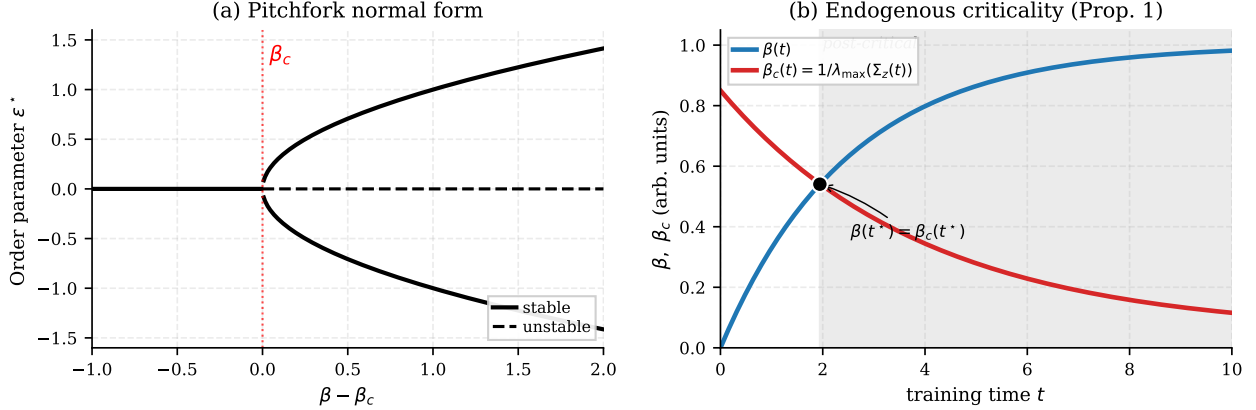 (a) Pitchfork normal form
1.5
1.0
0.5
0.0
−0.5
−1.0
−1.5
Order parameter ε⋆
β_c
stable
unstable
−1.0 −0.5 0.0 0.5 1.0 1.5 2.0
β − β_c
(b) Endogenous criticality (Prop. 1)
1.0
0.8
0.6
0.4
0.2
0.0
β, β_c (arb. units)
post-critical
β(t)
β_c(t) = 1/λ_max(Σ_z(t))
β(t⋆) = β_c(t⋆)
0 2 4 6 8 10
training time t